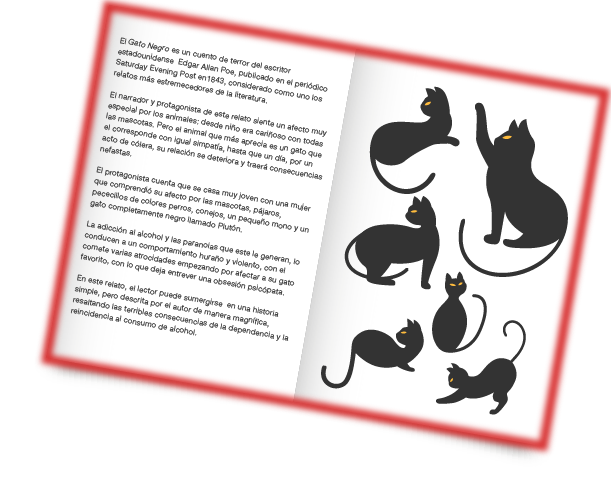 El Gato Negro es un cuento de terror del escritor
estadounidense Edgar Allan Poe, publicado en el periódico
Saturday Evening Post en1843, considerado como uno los
relatos más estremecedores de la literatura.
El narrador y protagonista de este relato siente un afecto muy
especial por los animales; desde niño era cariñoso con todas
las mascotas. Pero el animal que más aprecia es un gato que
el corresponde con igual simpatía, hasta que un día, por un
acto de cólera, su relación se deteriora y traerá consecuencias
nefastas.
El protagonista cuenta que se casa muy joven con una mujer
que comprendió su afecto por las mascotas, pájaros,
pececillos de colores perros, conejos, un pequeño mono y un
gato completamente negro llamado Plutón.
La adicción al alcohol y las paranoias que este le generan, lo
conducen a un comportamiento huraño y violento, con el
comete varias atrocidades empezando por afectar a su gato
favorito, con lo que deja entrever una obsesión psicópata.
En este relato, el lector puede sumergirse en una historia
simple, pero descrita por el autor de manera magnífica,
resaltando las terribles consecuencias de la dependencia y la
reincidencia al consumo de alcohol.